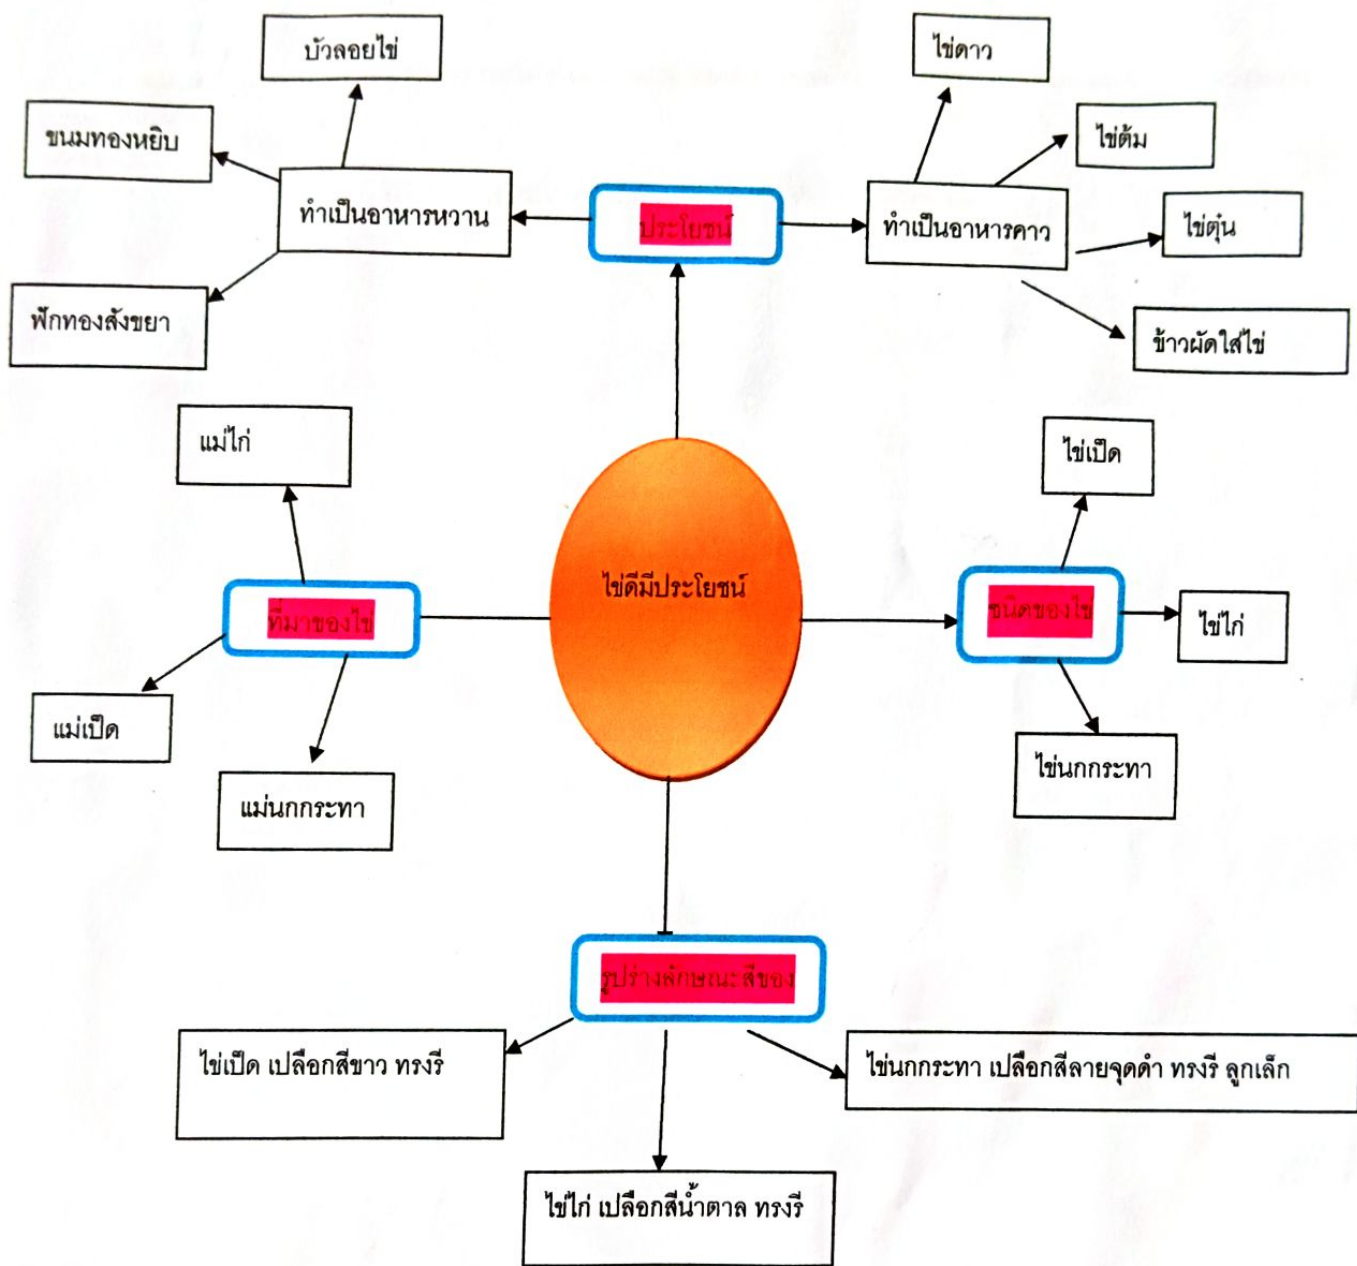 บัวลอยไข่
ไข่ดาว
ขนมทองหยิบ
ไข่ต้ม
ทำเป็นอาหารหวาน
ประโยชน์
ทำเป็นอาหารคาว
ไข่ตุ๋น
ฟักทองสังขยา
ข้าวผัดใส่ไข่
แม่ไก่
ไข่เป็ด
ไข่ดีมีประโยชน์
ที่มาของไข่
ชนิดของไข่
ไข่ไก่
แม่เป็ด
แม่นกกระทา
ไข่นกกระทา
รูปร่างลักษณะสีของ
ไข่เป็ด เปลือกสีขาว ทรงรี
ไข่นกกระทา เปลือกสีลายจุดดำ ทรงรี ลูกเล็ก
ไข่ไก่ เปลือกสีน้ำตาล ทรงรี